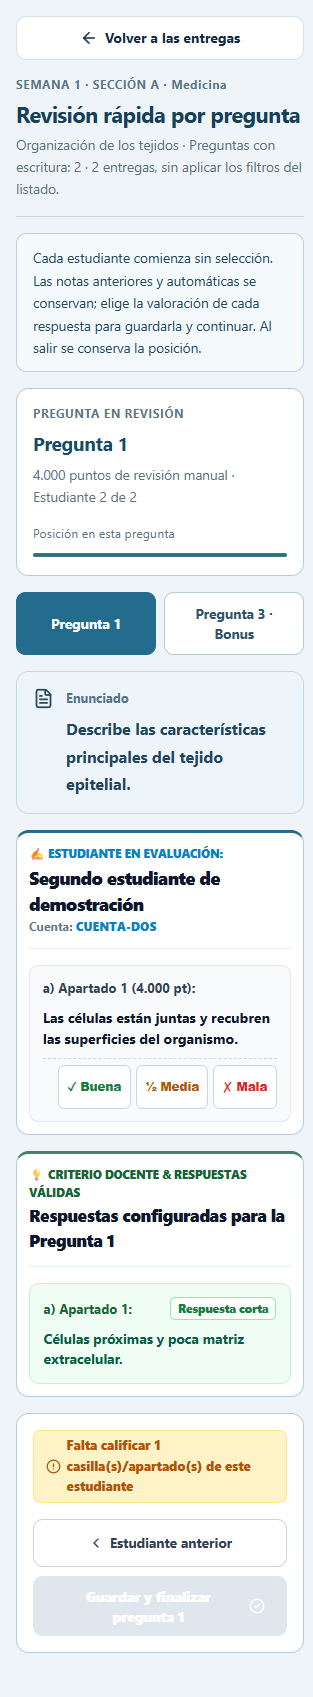 Volver a las entregas
SEMANA 1 · SECCIÓN A · Medicina
Revisión rápida por pregunta
Organización de los tejidos · Preguntas con
escritura: 2 · 2 entregas, sin aplicar los filtros del
listado.
Cada estudiante comienza sin selección.
Las notas anteriores y automáticas se
conservan; elige la valoración de cada
respuesta para guardarla y continuar. Al
salir se conserva la posición.
PREGUNTA EN REVISIÓN
Pregunta 1
4.000 puntos de revisión manual ·
Estudiante 2 de 2
Posición en esta pregunta
Pregunta 1
Pregunta 3 ·
Bonus
Enunciado
Describe las características
principales del tejido
epitelial.
✍️ ESTUDIANTE EN EVALUACIÓN:
Segundo estudiante de
demostración
Cuenta: CUENTA-DOS
a) Apartado 1 (4.000 pt):
Las células están juntas y recubren
las superficies del organismo.
✓ Buena ½ Media ✗ Mala
💡 CRITERIO DOCENTE & RESPUESTAS
VÁLIDAS
Respuestas configuradas para la
Pregunta 1
a) Apartado 1: Respuesta corta
Células próximas y poca matriz
extracelular.
Falta calificar 1
casilla(s)/apartado(s) de este
estudiante
Estudiante anterior
Guardar y finalizar
pregunta 1